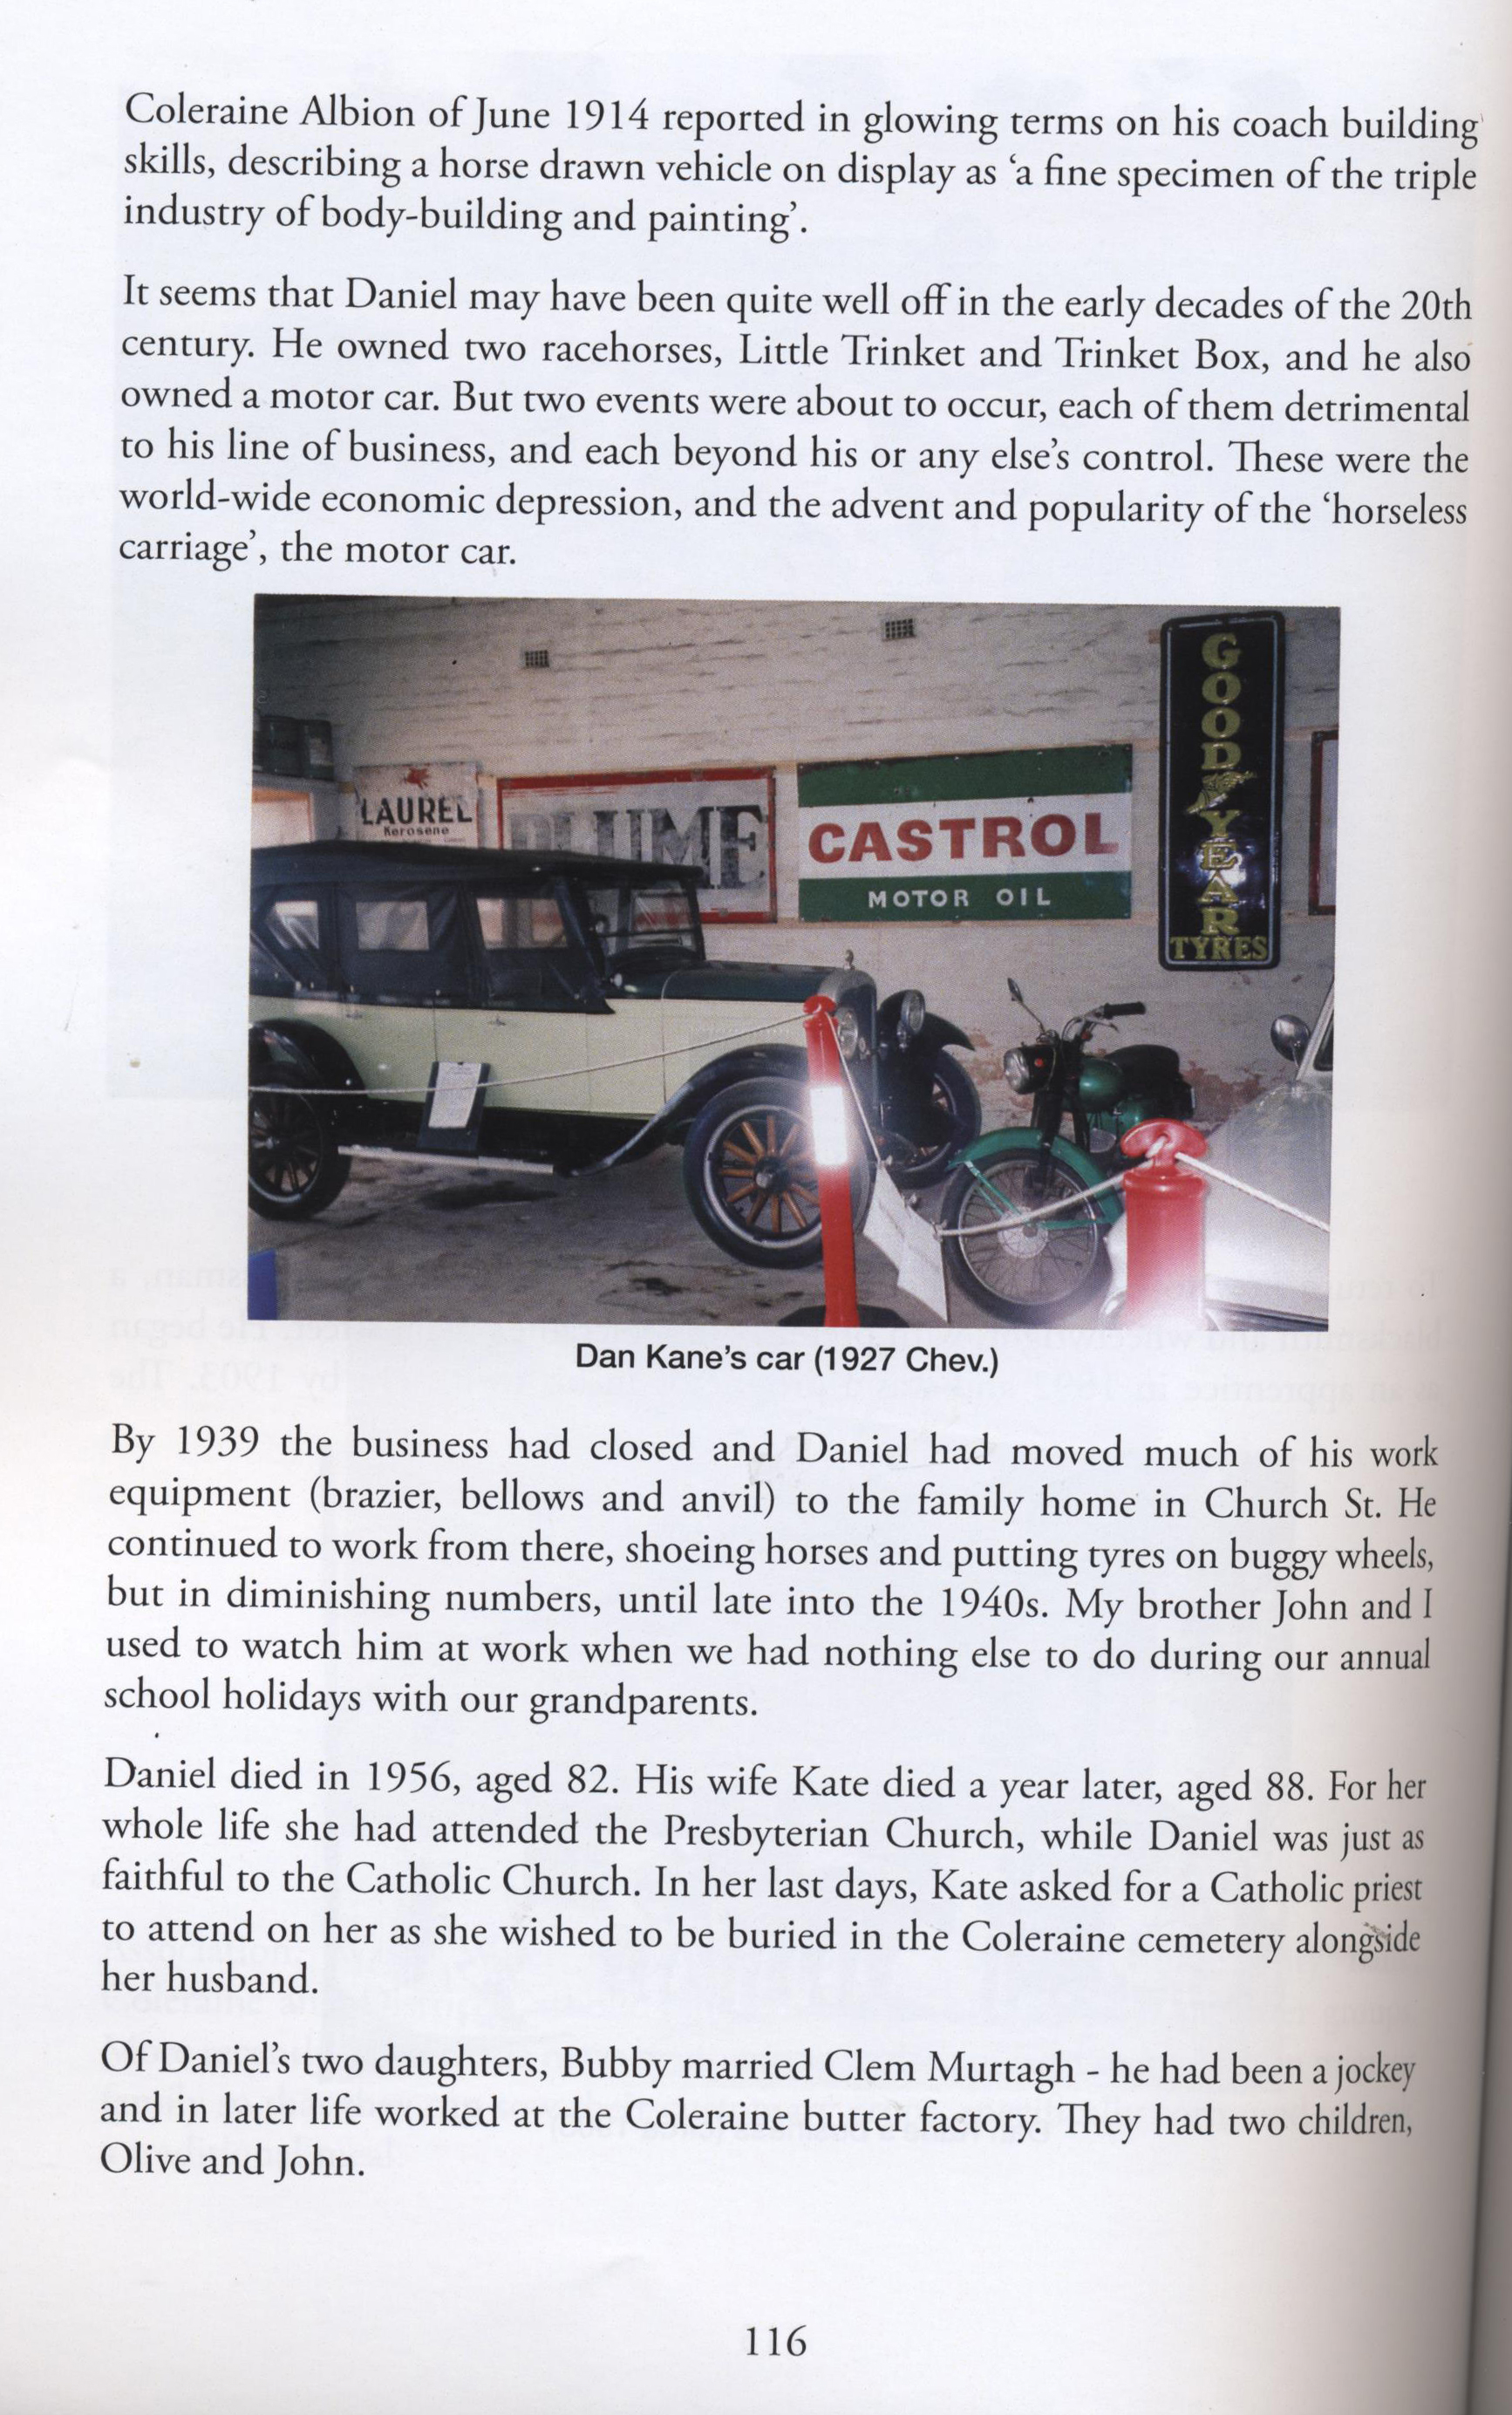 Coleraine Albion of June 1914 reported in glowing terms on his coach building
skills, describing a horse drawn vehicle on display as ‘a fine specimen of the triple
industry of body-building and painting’.
It seems that Daniel may have been quite well off in the early decades of the 20th
century. He owned two racehorses, Little Trinket and Trinket Box, and he also
owned a motor car. But two events were about to occur, each of them detrimental
to his line of business, and each beyond his or any else’s control. These were the
world-wide economic depression, and the advent and popularity of the ‘horseless
carriage’, the motor car.
LAUREL
Kerosene
PLUME
CASTROL
MOTOR OIL
GOODYEAR
TYRES
Dan Kane’s car (1927 Chev.)
By 1939 the business had closed and Daniel had moved much of his work
equipment (brazier, bellows and anvil) to the family home in Church St. He
continued to work from there, shoeing horses and putting tyres on buggy wheels,
but in diminishing numbers, until late into the 1940s. My brother John and I
used to watch him at work when we had nothing else to do during our annual
school holidays with our grandparents.
Daniel died in 1956, aged 82. His wife Kate died a year later, aged 88. For her
whole life she had attended the Presbyterian Church, while Daniel was just as
faithful to the Catholic Church. In her last days, Kate asked for a Catholic priest
to attend on her as she wished to be buried in the Coleraine cemetery alongside
her husband.
Of Daniel’s two daughters, Bubby married Clem Murtagh - he had been a jockey
and in later life worked at the Coleraine butter factory. They had two children,
Olive and John.
116